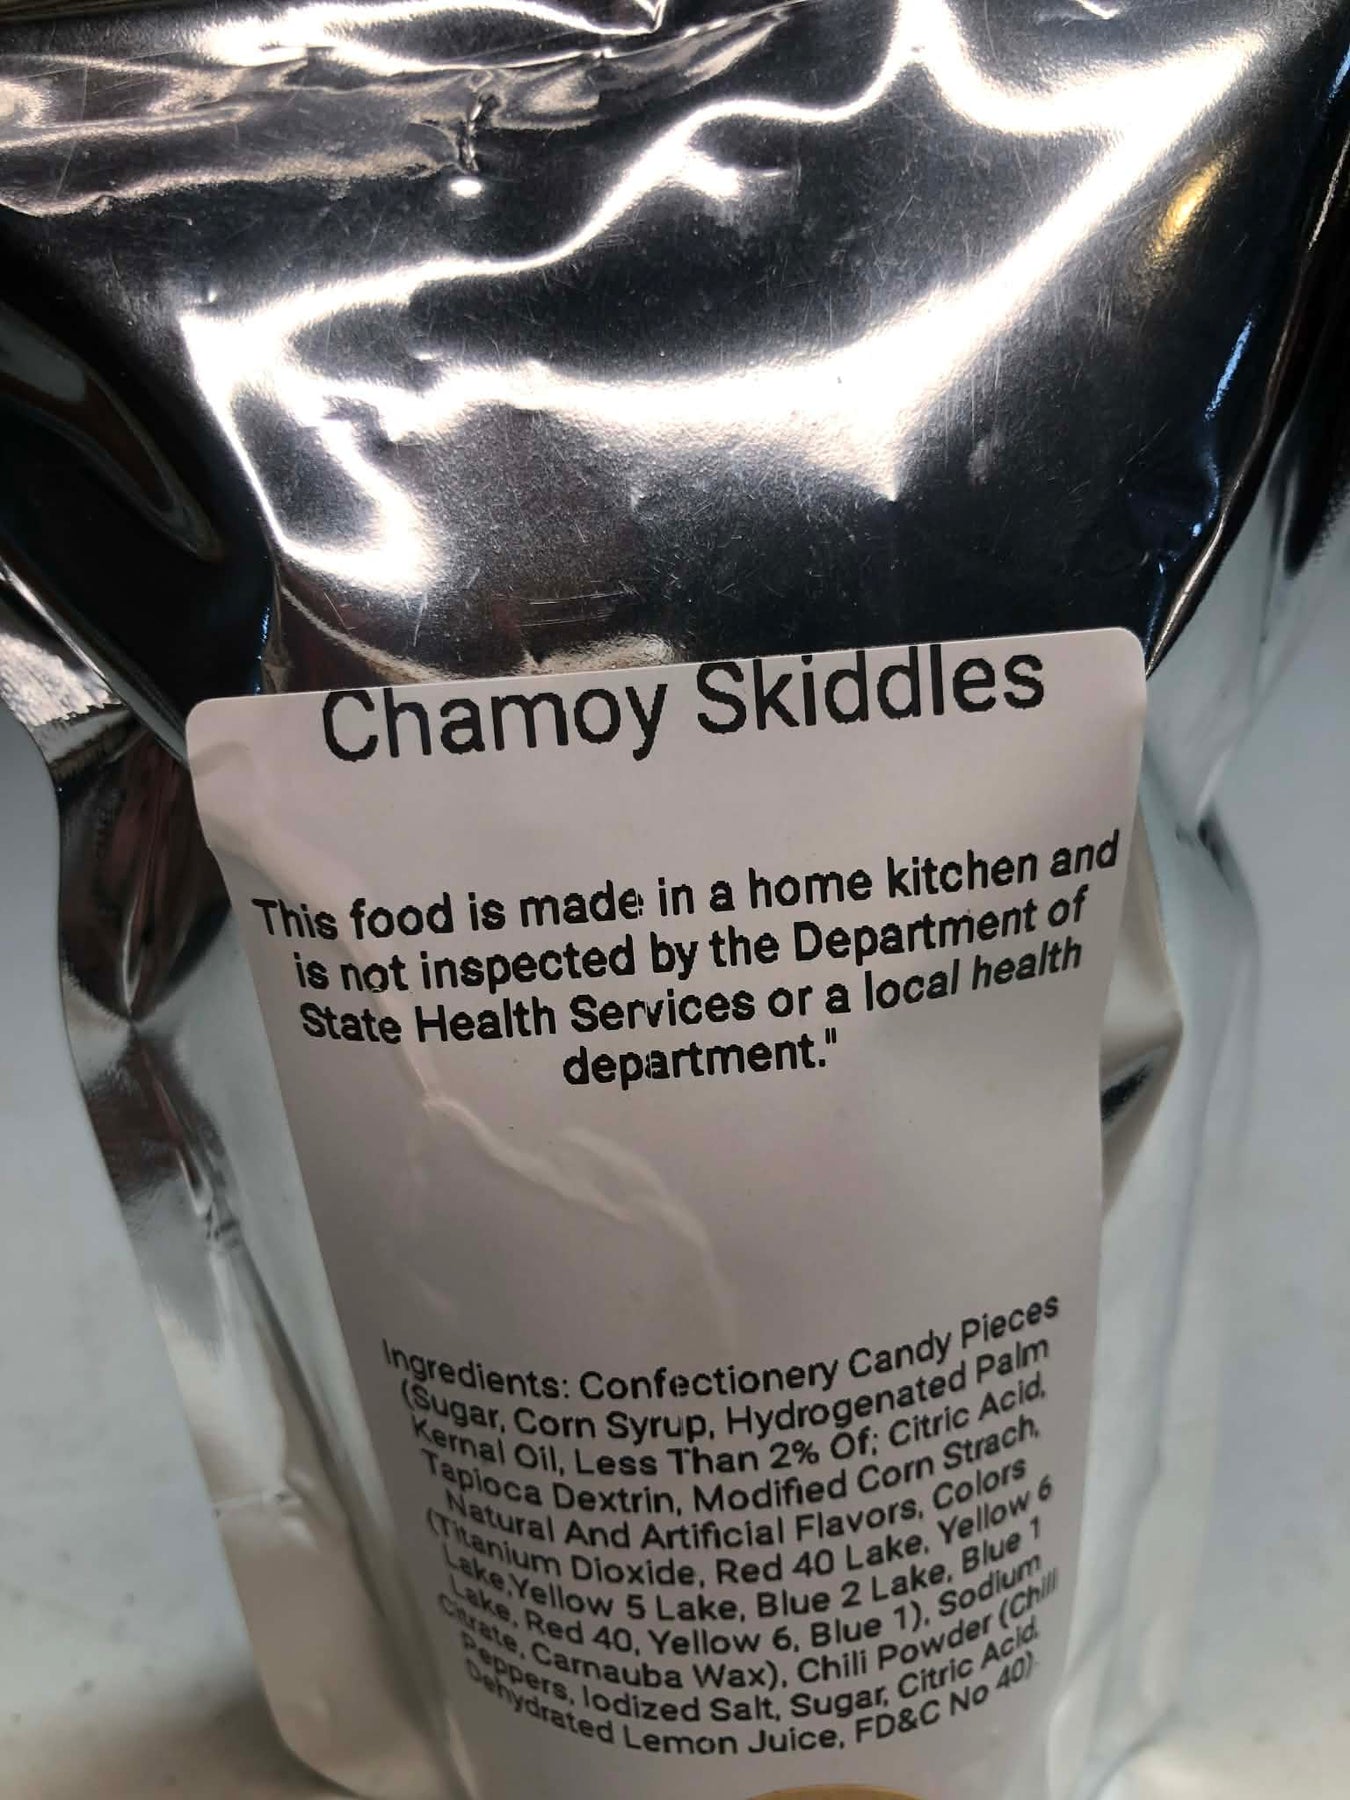 Chamoy Skiddles
This food is made in a home kitchen and
is not inspected by the Department of
State Health Services or a local health
department."
Ingredients: Confectionery Candy Pieces
(Sugar, Corn Syrup, Hydrogenated Palm
Kernal Oil, Less Than 2% Of: Citric Acid,
Tapioca Dextrin, Modified Corn Strach,
Natural And Artificial Flavors, Colors
(Titanium Dioxide, Red 40 Lake, Yellow 6
Lake,Yellow 5 Lake, Blue 2 Lake, Blue 1
Lake, Red 40, Yellow 6, Blue 1), Sodium
Citrate, Carnauba Wax), Chili Powder (Chili
Peppers, Iodized Salt, Sugar, Citric Acid,
Dehydrated Lemon Juice, FD&C No 40)